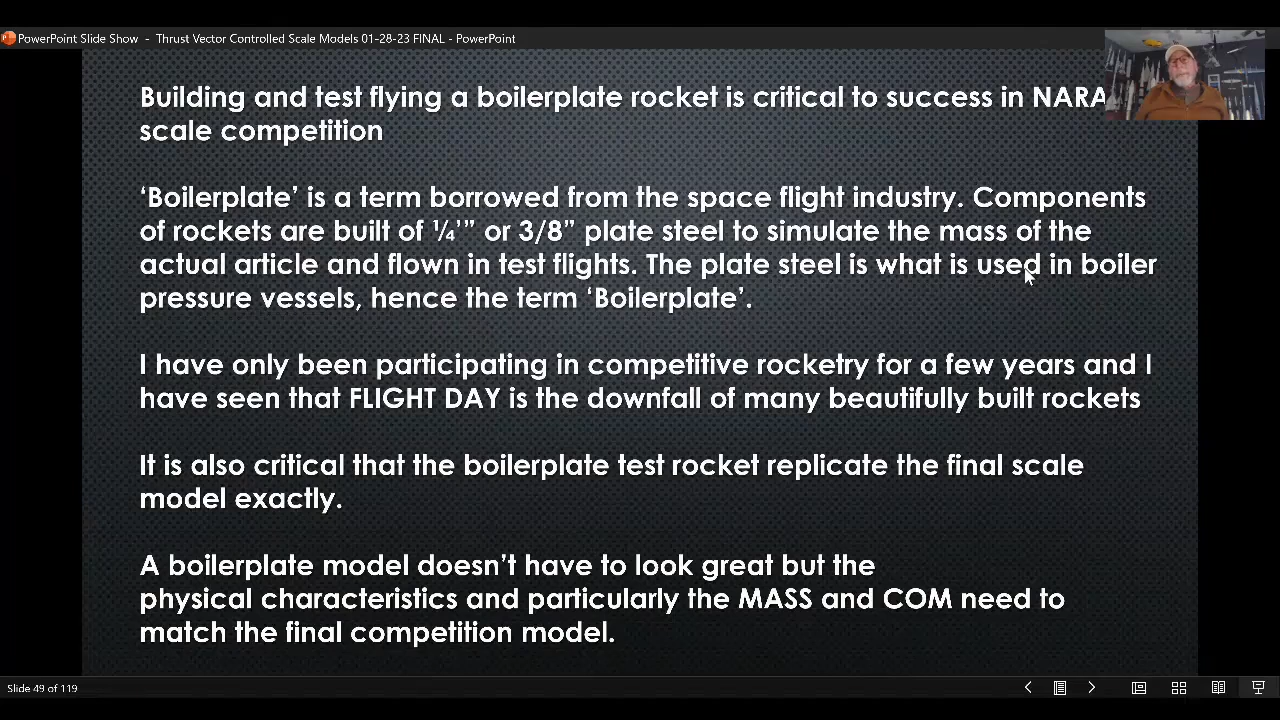 PowerPoint Slide Show - Thrust Vector Controlled Scale Models 01-28-23 FINAL - PowerPoint
Building and test flying a boilerplate rocket is critical to success in NARA
scale competition
‘Boilerplate’ is a term borrowed from the space flight industry. Components
of rockets are built of ¼’” or 3/8” plate steel to simulate the mass of the
actual article and flown in test flights. The plate steel is what is used in boiler
pressure vessels, hence the term ‘Boilerplate’.
I have only been participating in competitive rocketry for a few years and I
have seen that FLIGHT DAY is the downfall of many beautifully built rockets
It is also critical that the boilerplate test rocket replicate the final scale
model exactly.
A boilerplate model doesn’t have to look great but the
physical characteristics and particularly the MASS and COM need to
match the final competition model.
Slide 49 of 119